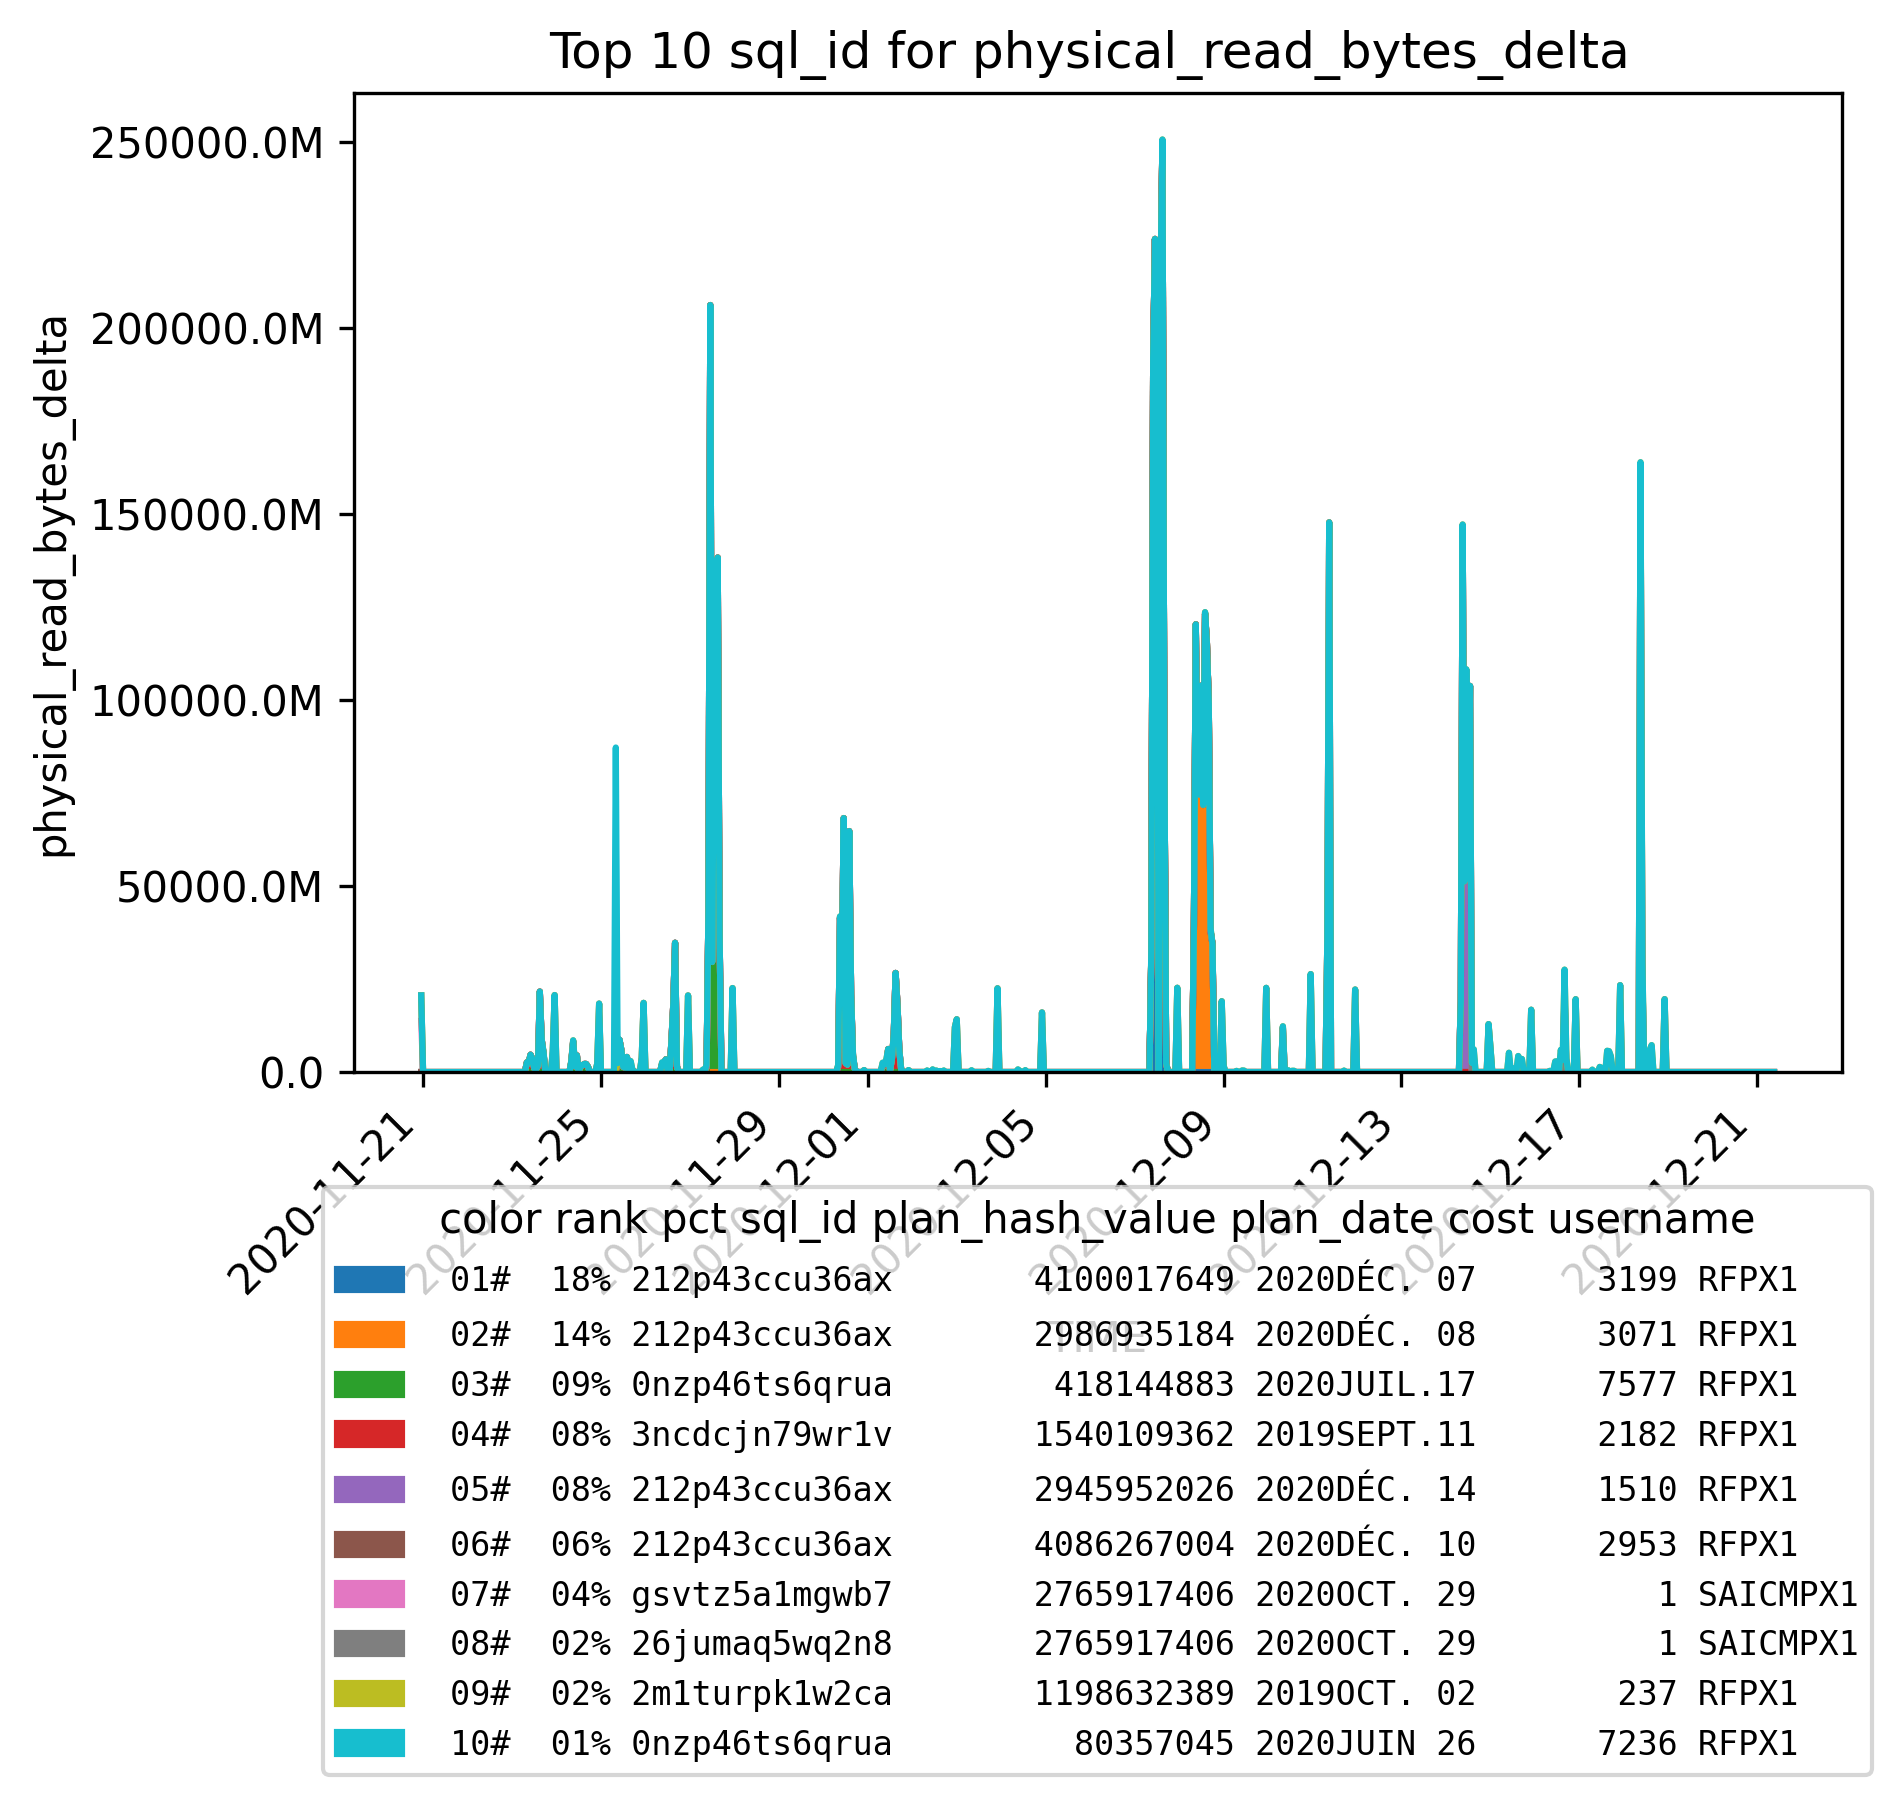 Top 10 sql_id for physical_read_bytes_delta
physical_read_bytes_delta
250000.0M
200000.0M
150000.0M
100000.0M
50000.0M
0.0
2020-11-21
2020-11-25
2020-11-29
2020-12-01
2020-12-05
2020-12-09
2020-12-13
2020-12-17
2020-12-21
TIME
color rank pct sql_id plan_hash_value plan_date cost username
01# 18% 212p43ccu36ax 4100017649 2020DÉC. 07 3199 RFPX1
02# 14% 212p43ccu36ax 2986935184 2020DÉC. 08 3071 RFPX1
03# 09% 0nzp46ts6qrua 418144883 2020JUIL.17 7577 RFPX1
04# 08% 3ncdcjn79wr1v 1540109362 2019SEPT.11 2182 RFPX1
05# 08% 212p43ccu36ax 2945952026 2020DÉC. 14 1510 RFPX1
06# 06% 212p43ccu36ax 4086267004 2020DÉC. 10 2953 RFPX1
07# 04% gsvtz5a1mgwb7 2765917406 2020OCT. 29 1 SAICMPX1
08# 02% 26jumaq5wq2n8 2765917406 2020OCT. 29 1 SAICMPX1
09# 02% 2m1turpk1w2ca 1198632389 2019OCT. 02 237 RFPX1
10# 01% 0nzp46ts6qrua 80357045 2020JUIN 26 7236 RFPX1